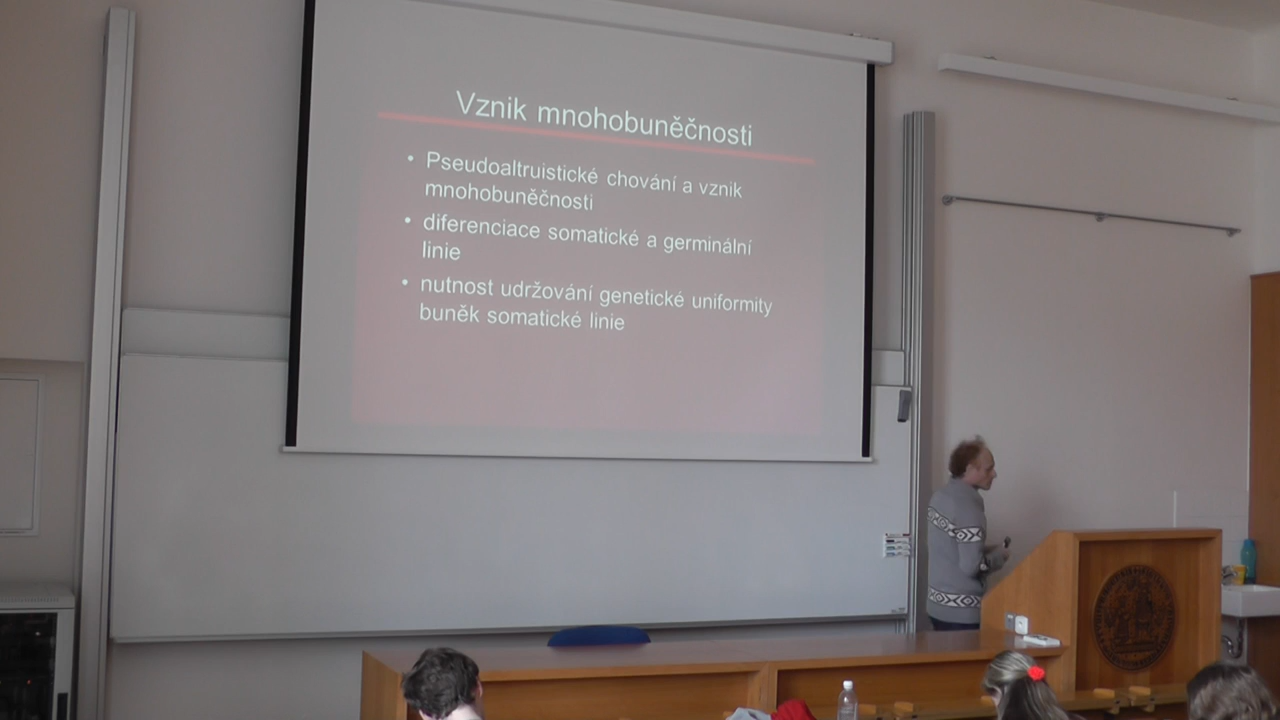 Vznik mnohobuněčnosti
• Pseudoaltruistické chování a vznik
mnohobuněčnosti
• diferenciace somatické a germinální
linie
• nutnost udržování genetické uniformity
buněk somatické linie